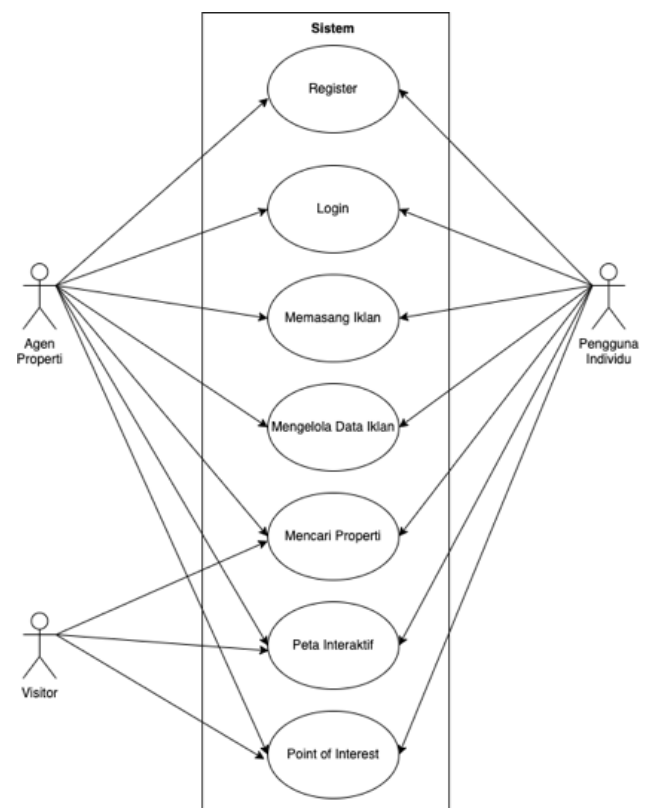 Sistem
Register
Login
Memasang Iklan
Agen
Properti
Pengguna
Individu
Mengelola Data Iklan
Mencari Properti
Peta Interaktif
Visitor
Point of Interest